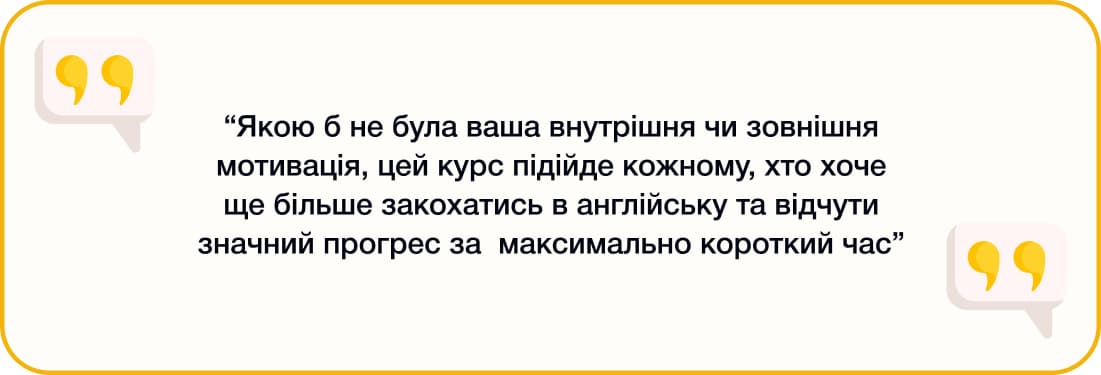 “Якою б не була ваша внутрішня чи зовнішня
мотивація, цей курс підійде кожному, хто хоче
ще більше закохатись в англійську та відчути
значний прогрес за  максимально короткий час”